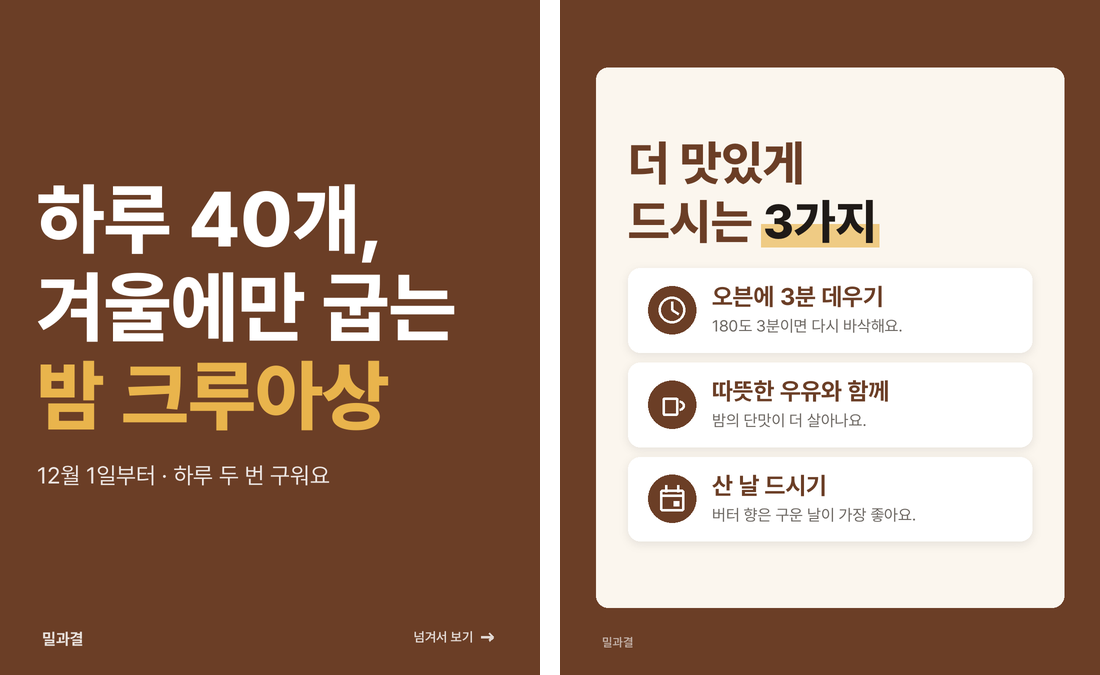 하루 40개,
겨울에만 굽는
밤 크루아상
12월 1일부터 · 하루 두 번 구워요
밀과결
넘겨서 보기 →
더 맛있게
드시는 3가지
오븐에 3분 데우기
180도 3분이면 다시 바삭해요.
따뜻한 우유와 함께
밤의 단맛이 더 살아나요.
산 날 드시기
버터 향은 구운 날이 가장 좋아요.
밀과결